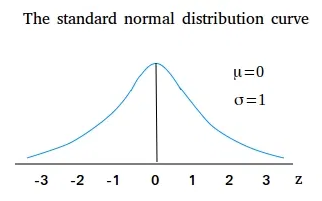 The standard normal distribution curve
μ=0
σ=1
-3 -2 -1 0 1 2 3 z